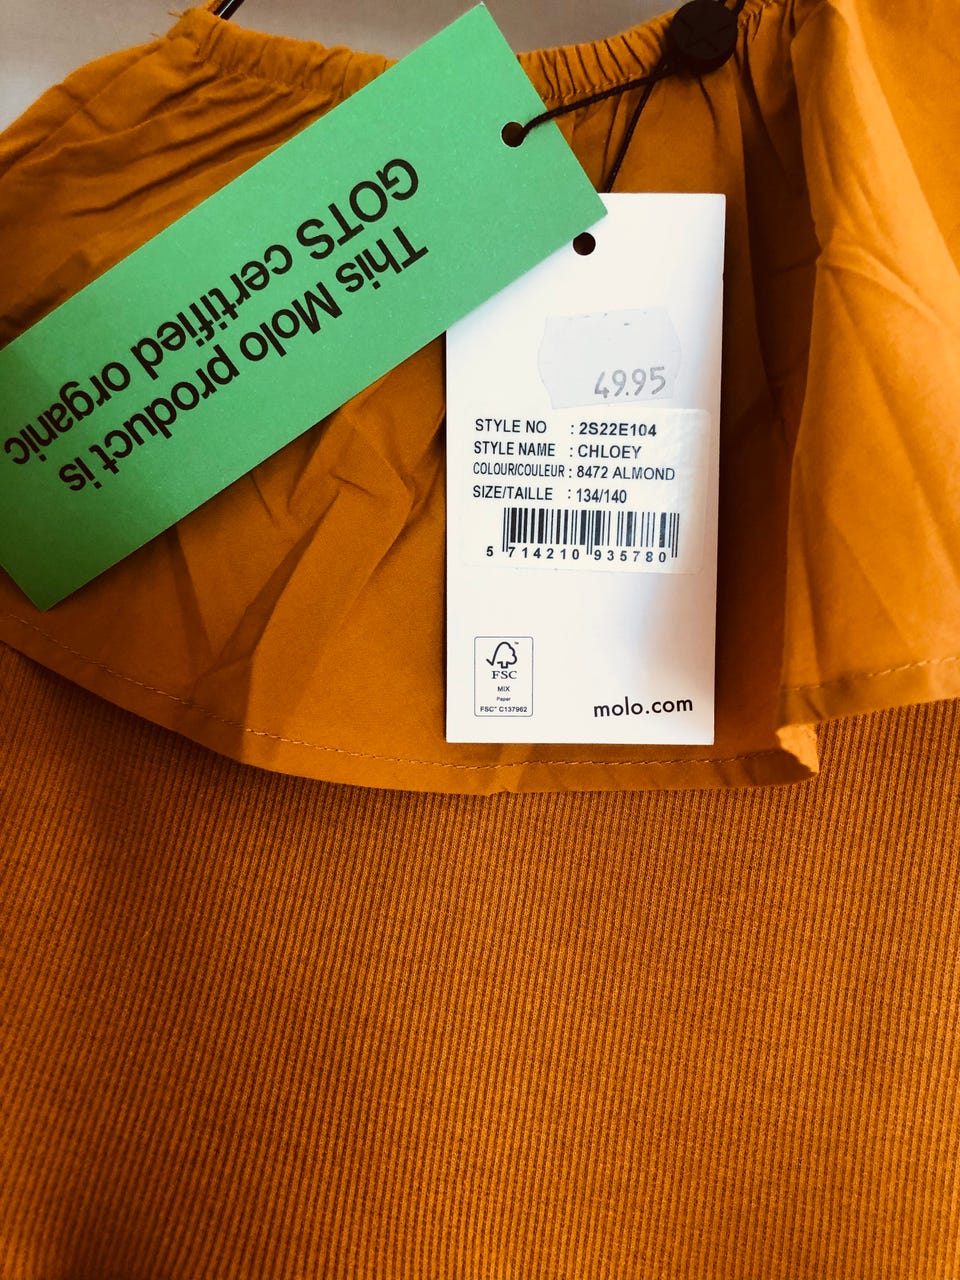 This Molo product is
GOTS certified organic
49.95
STYLE NO : 2S22E104
STYLE NAME : CHLOEY
COLOUR/COULEUR : 8472 ALMOND
SIZE/TAILLE : 134/140
5 714210 935780
FSC™
MIX
Paper
FSC® C137962
molo.com